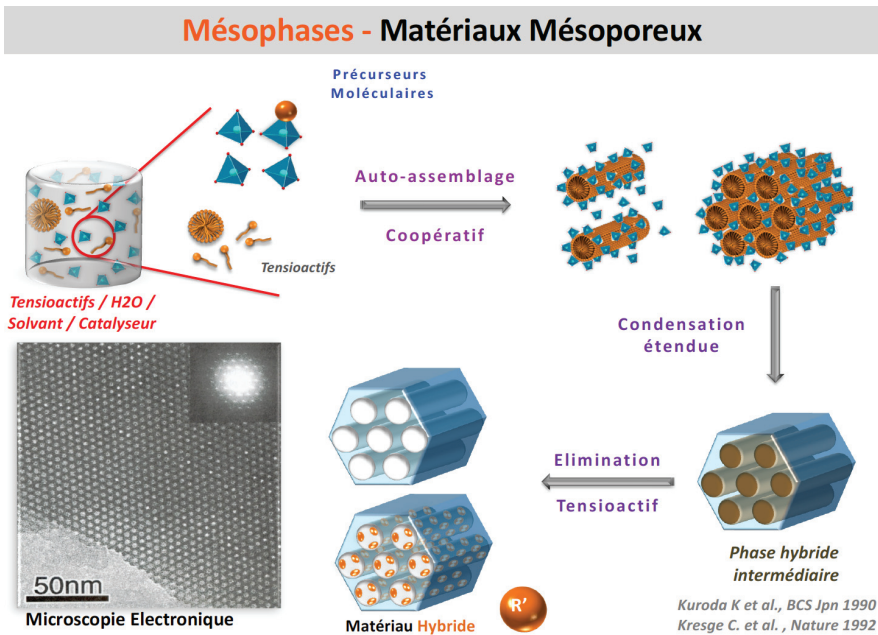 Mésophases - Matériaux Mésoporeux
Précurseurs
Moléculaires
Auto-assemblage
Coopératif
Tensioactifs
Tensioactifs / H2O /
Solvant / Catalyseur
Condensation
étendue
Elimination
Tensioactif
Phase hybride
intermédiaire
50nm
Microscopie Electronique
Matériau Hybride
R'
Kuroda K et al., BCS Jpn 1990
Kresge C. et al. , Nature 1992